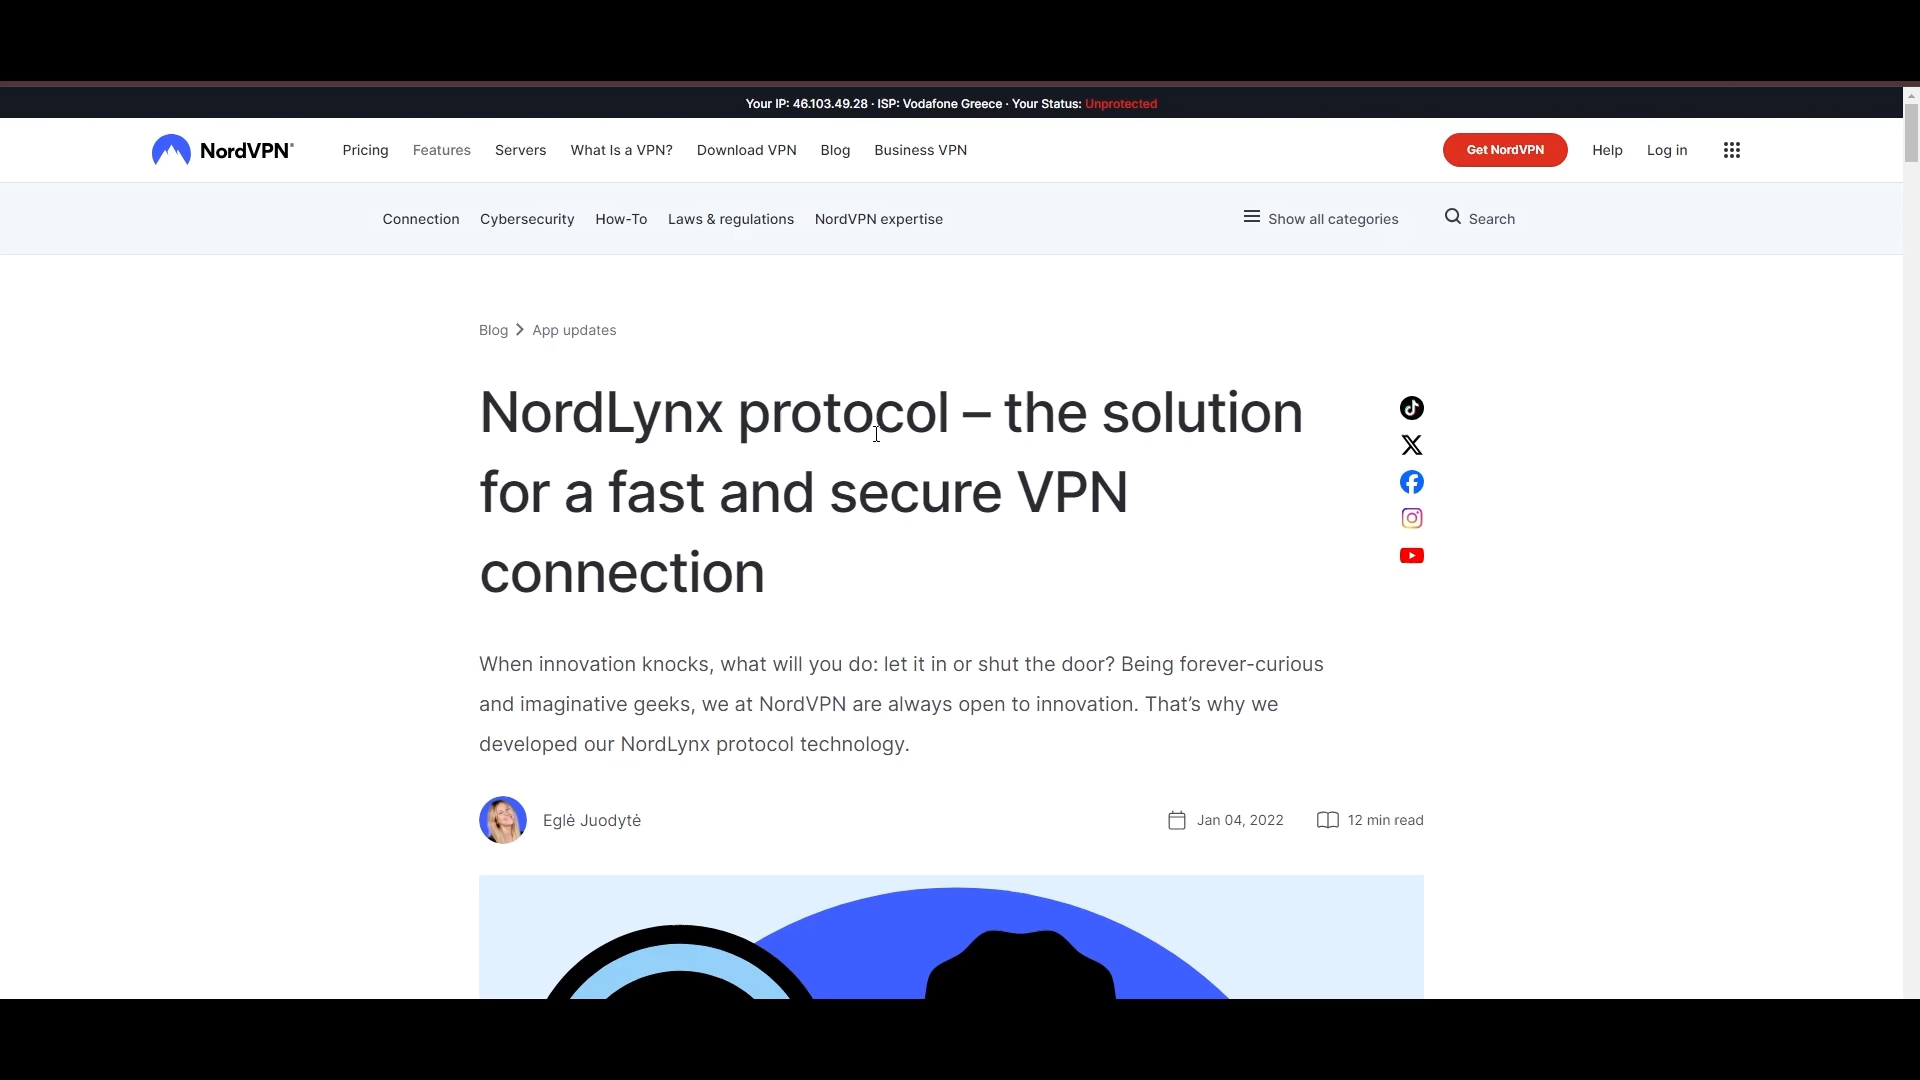 Your IP: 46.103.49.28 · ISP: Vodafone Greece · Your Status: Unprotected
NordVPN®
Pricing
Features
Servers
What Is a VPN?
Download VPN
Blog
Business VPN
Get NordVPN
Help
Log in
Connection
Cybersecurity
How-To
Laws & regulations
NordVPN expertise
Show all categories
Search
Blog
App updates
NordLynx protocol – the solution
for a fast and secure VPN
connection
When innovation knocks, what will you do: let it in or shut the door? Being forever-curious
and imaginative geeks, we at NordVPN are always open to innovation. That’s why we
developed our NordLynx protocol technology.
Eglė Juodytė
Jan 04, 2022
12 min read